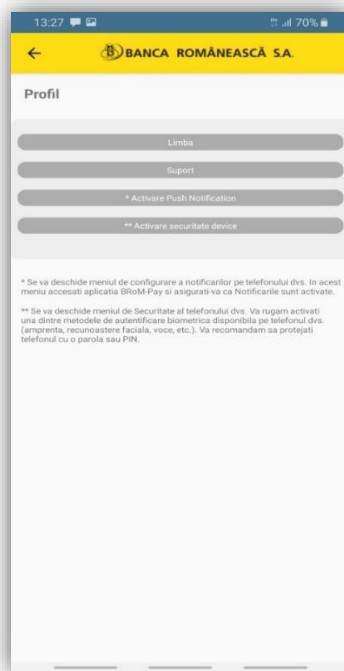 13:27 70%
BANCA ROMÂNEASCĂ S.A.
Profil
Limba
Suport
* Activare Push Notification
** Activare securitate device
* Se va deschide meniul de configurare a notificarilor pe telefonului dvs. In acest
meniu accesati aplicatia BRoM-Pay si asigurati-va ca Notificarile sunt activate.
** Se va deschide meniul de Securitate al telefonului dvs. Va rugam activati
una dintre metodele de autentificare biometrica disponibila pe telefonul dvs.
(amprenta, recunoastere faciala, voce, etc.). Va recomandam sa protejati
telefonul cu o parola sau PIN.